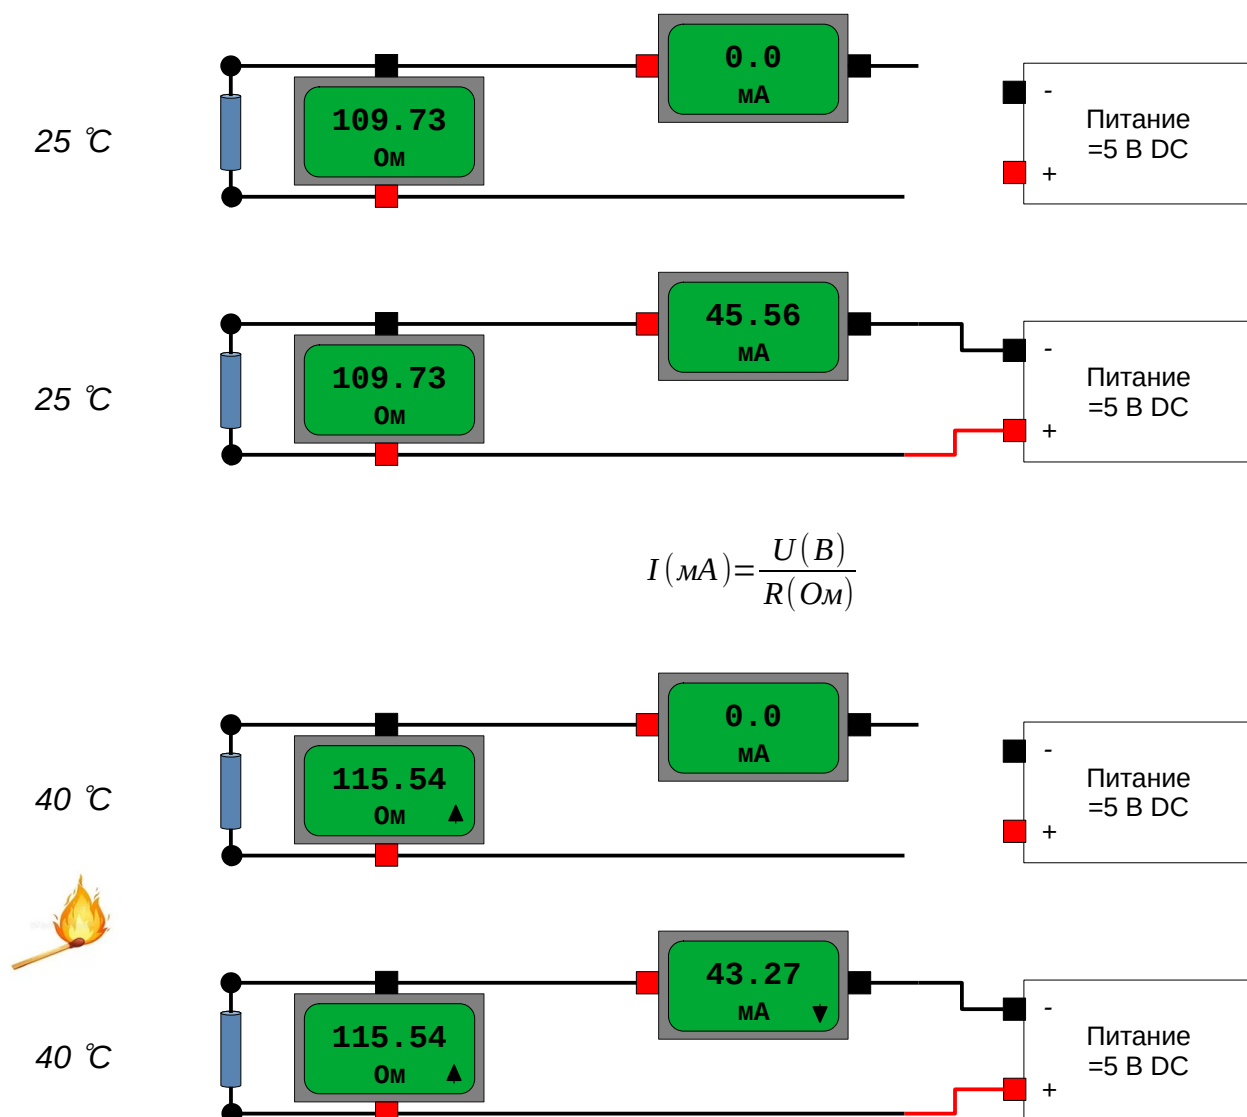 0.0
мА
109.73
Ом
25 ℃
-
+
Питание
=5 В DC
45.56
мА
109.73
Ом
25 ℃
-
+
Питание
=5 В DC
I(мА)=U(В)/R(Ом)
0.0
мА
115.54
Ом
40 ℃
-
+
Питание
=5 В DC
43.27
мА
115.54
Ом
40 ℃
-
+
Питание
=5 В DC